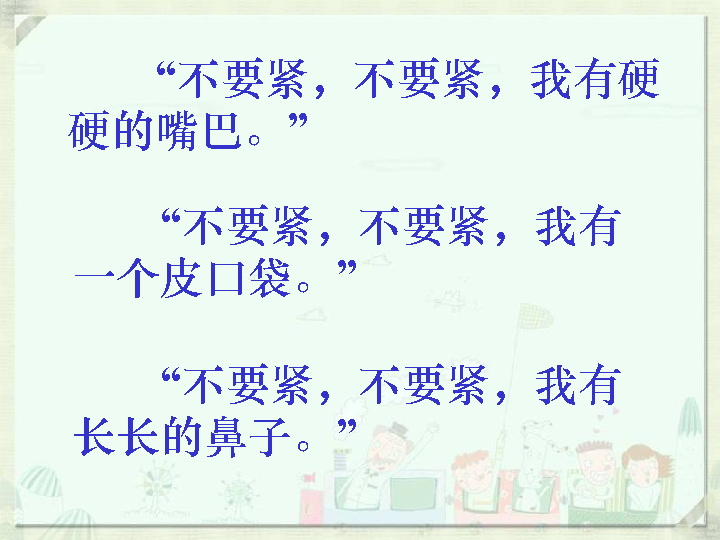 “不要紧，不要紧，我有硬
硬的嘴巴。”
“不要紧，不要紧，我有
一个皮口袋。”
“不要紧，不要紧，我有
长长的鼻子。”